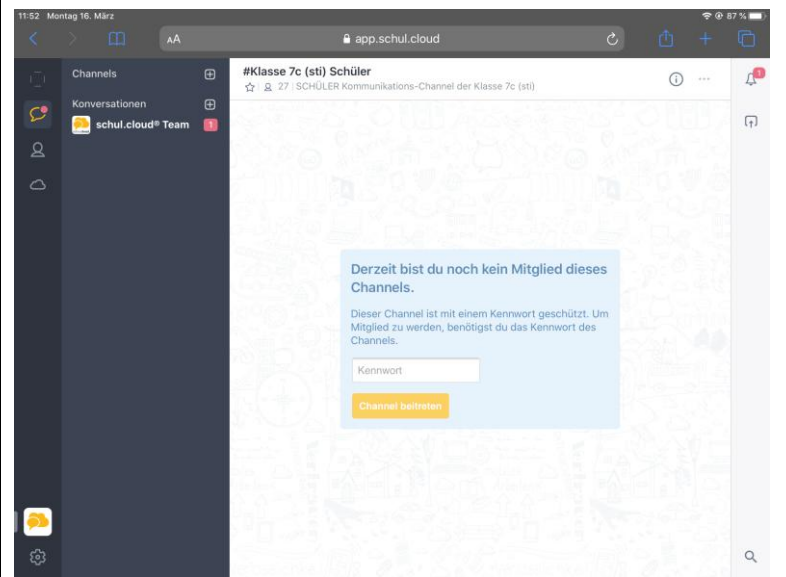 11:52 Montag 16. März
87 %
AA
app.schul.cloud
Channels
Konversationen
schul.cloud® Team
1
#Klasse 7c (sti) Schüler
27 SCHÜLER Kommunikations-Channel der Klasse 7c (sti)
1
Derzeit bist du noch kein Mitglied dieses
Channels.
Dieser Channel ist mit einem Kennwort geschützt. Um
Mitglied zu werden, benötigst du das Kennwort des
Channels.
Kennwort
Channel beitreten